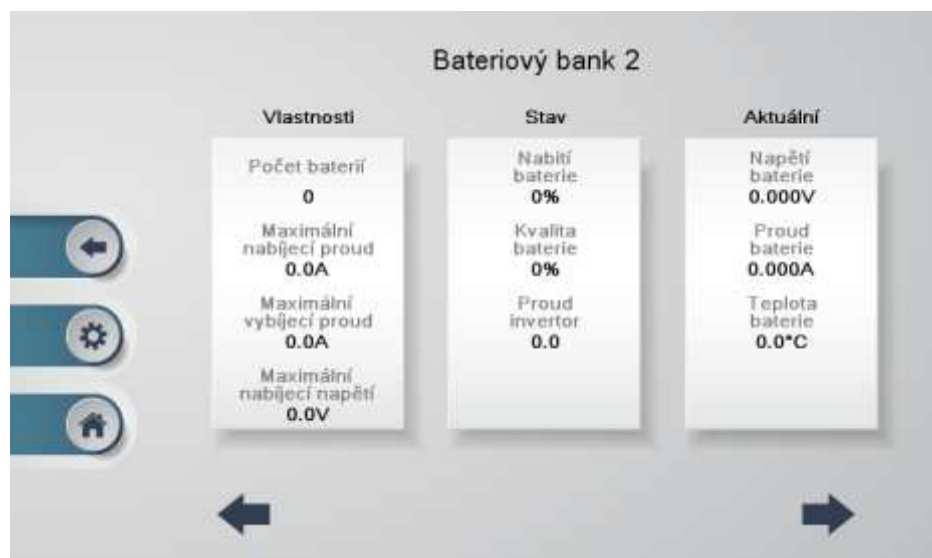 Bateriový bank 2
Vlastnosti
Počet baterií
0
Maximální
nabíjecí proud
0.0A
Maximální
vybíjecí proud
0.0A
Maximální
nabíjecí napětí
0.0V
Stav
Nabití
baterie
0%
Kvalita
baterie
0%
Proud
invertor
0.0
Aktuální
Napětí
baterie
0.000V
Proud
baterie
0.000A
Teplota
baterie
0.0°C